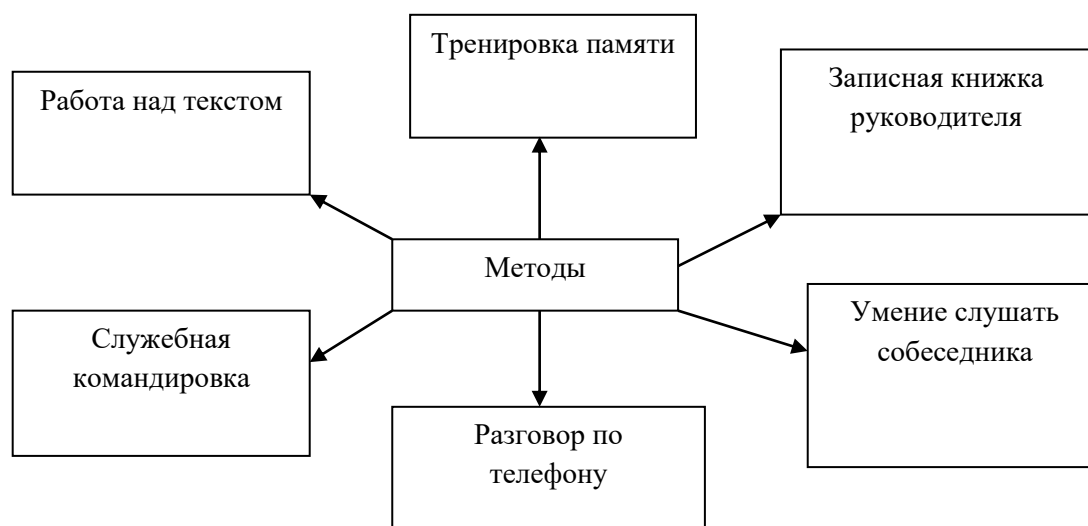 Тренировка памяти
Записная книжка
руководителя
Работа над текстом
Методы
Умение слушать
собеседника
Служебная
командировка
Разговор по
телефону